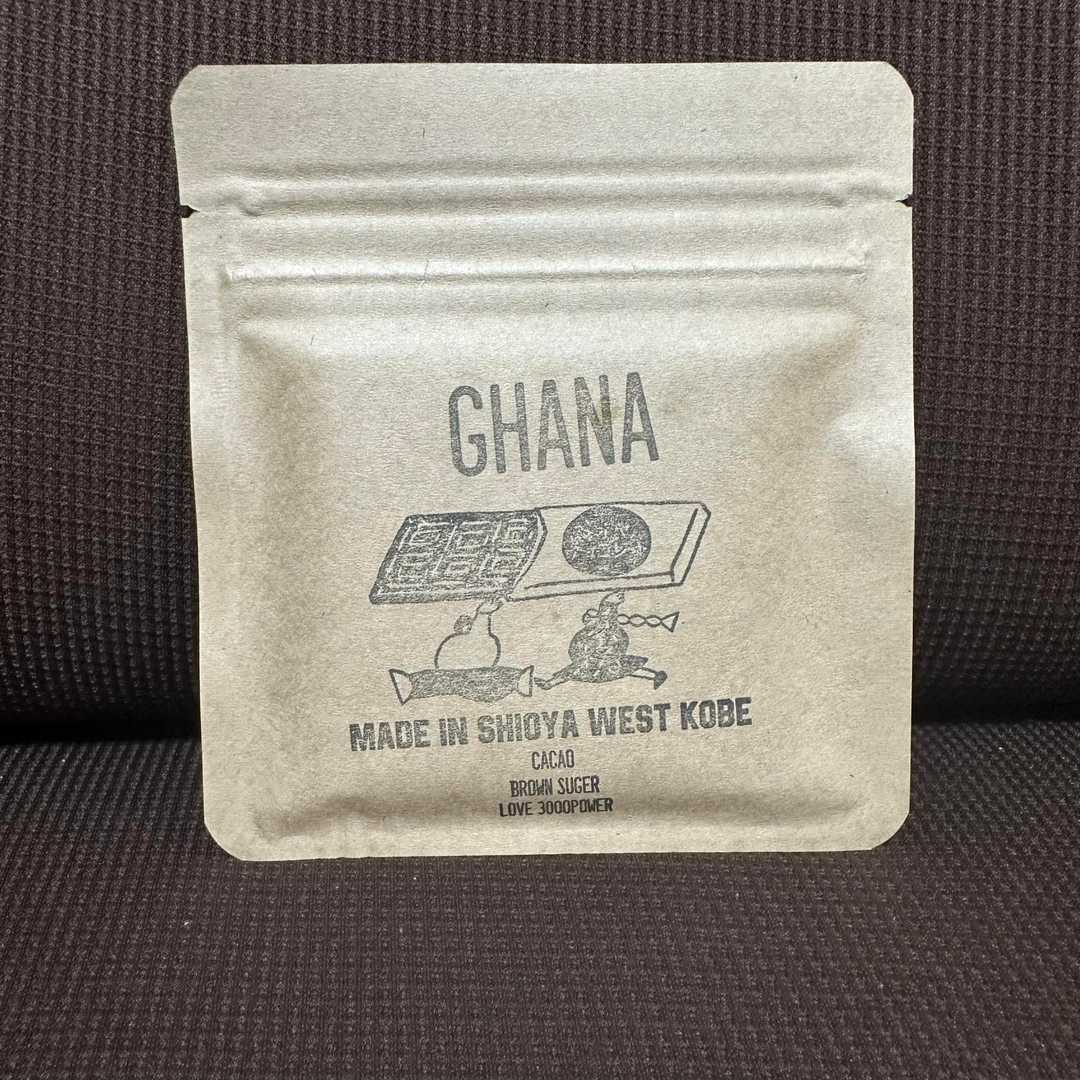 GHANA
MADE IN SHIOYA WEST KOBE
CACAO
BROWN SUGER
LOVE 3000POWER